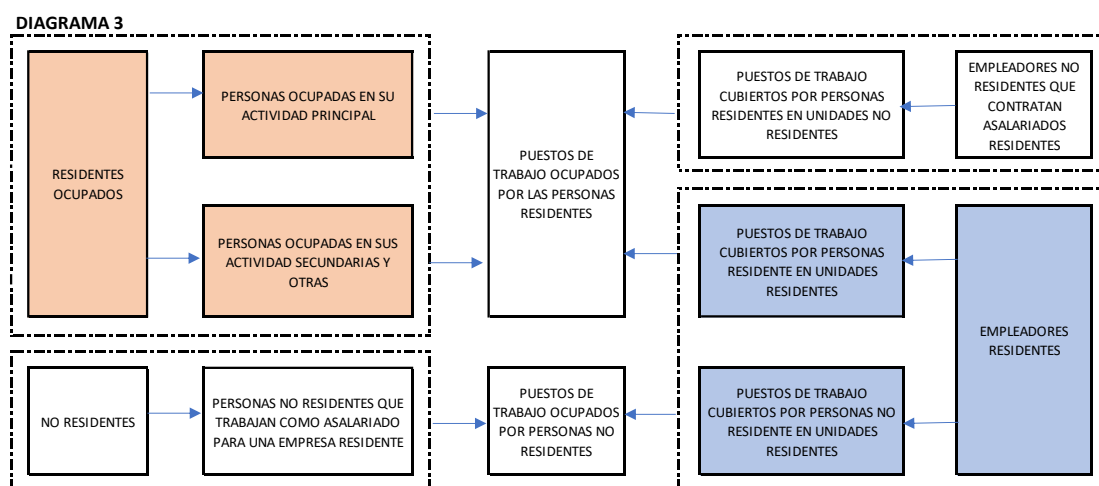 DIAGRAMA 3
RESIDENTES
OCUPADOS
PERSONAS OCUPADAS EN SU
ACTIVIDAD PRINCIPAL
PERSONAS OCUPADAS EN SUS
ACTIVIDAD SECUNDARIAS Y
OTRAS
PUESTOS DE
TRABAJO OCUPADOS
POR LAS PERSONAS
RESIDENTES
PUESTOS DE TRABAJO
CUBIERTOS POR PERSONAS
RESIDENTES EN UNIDADES NO
RESIDENTES
EMPLEADORES NO
RESIDENTES QUE
CONTRATAN
ASALARIADOS
RESIDENTES
PUESTOS DE TRABAJO
CUBIERTOS POR PERSONAS
RESIDENTE EN UNIDADES
RESIDENTES
EMPLEADORES
RESIDENTES
NO RESIDENTES
PERSONAS NO RESIDENTES QUE
TRABAJAN COMO ASALARIADO
PARA UNA EMPRESA RESIDENTE
PUESTOS DE
TRABAJO OCUPADOS
POR PERSONAS NO
RESIDENTES
PUESTOS DE TRABAJO
CUBIERTOS POR PERSONAS NO
RESIDENTE EN UNIDADES
RESIDENTES